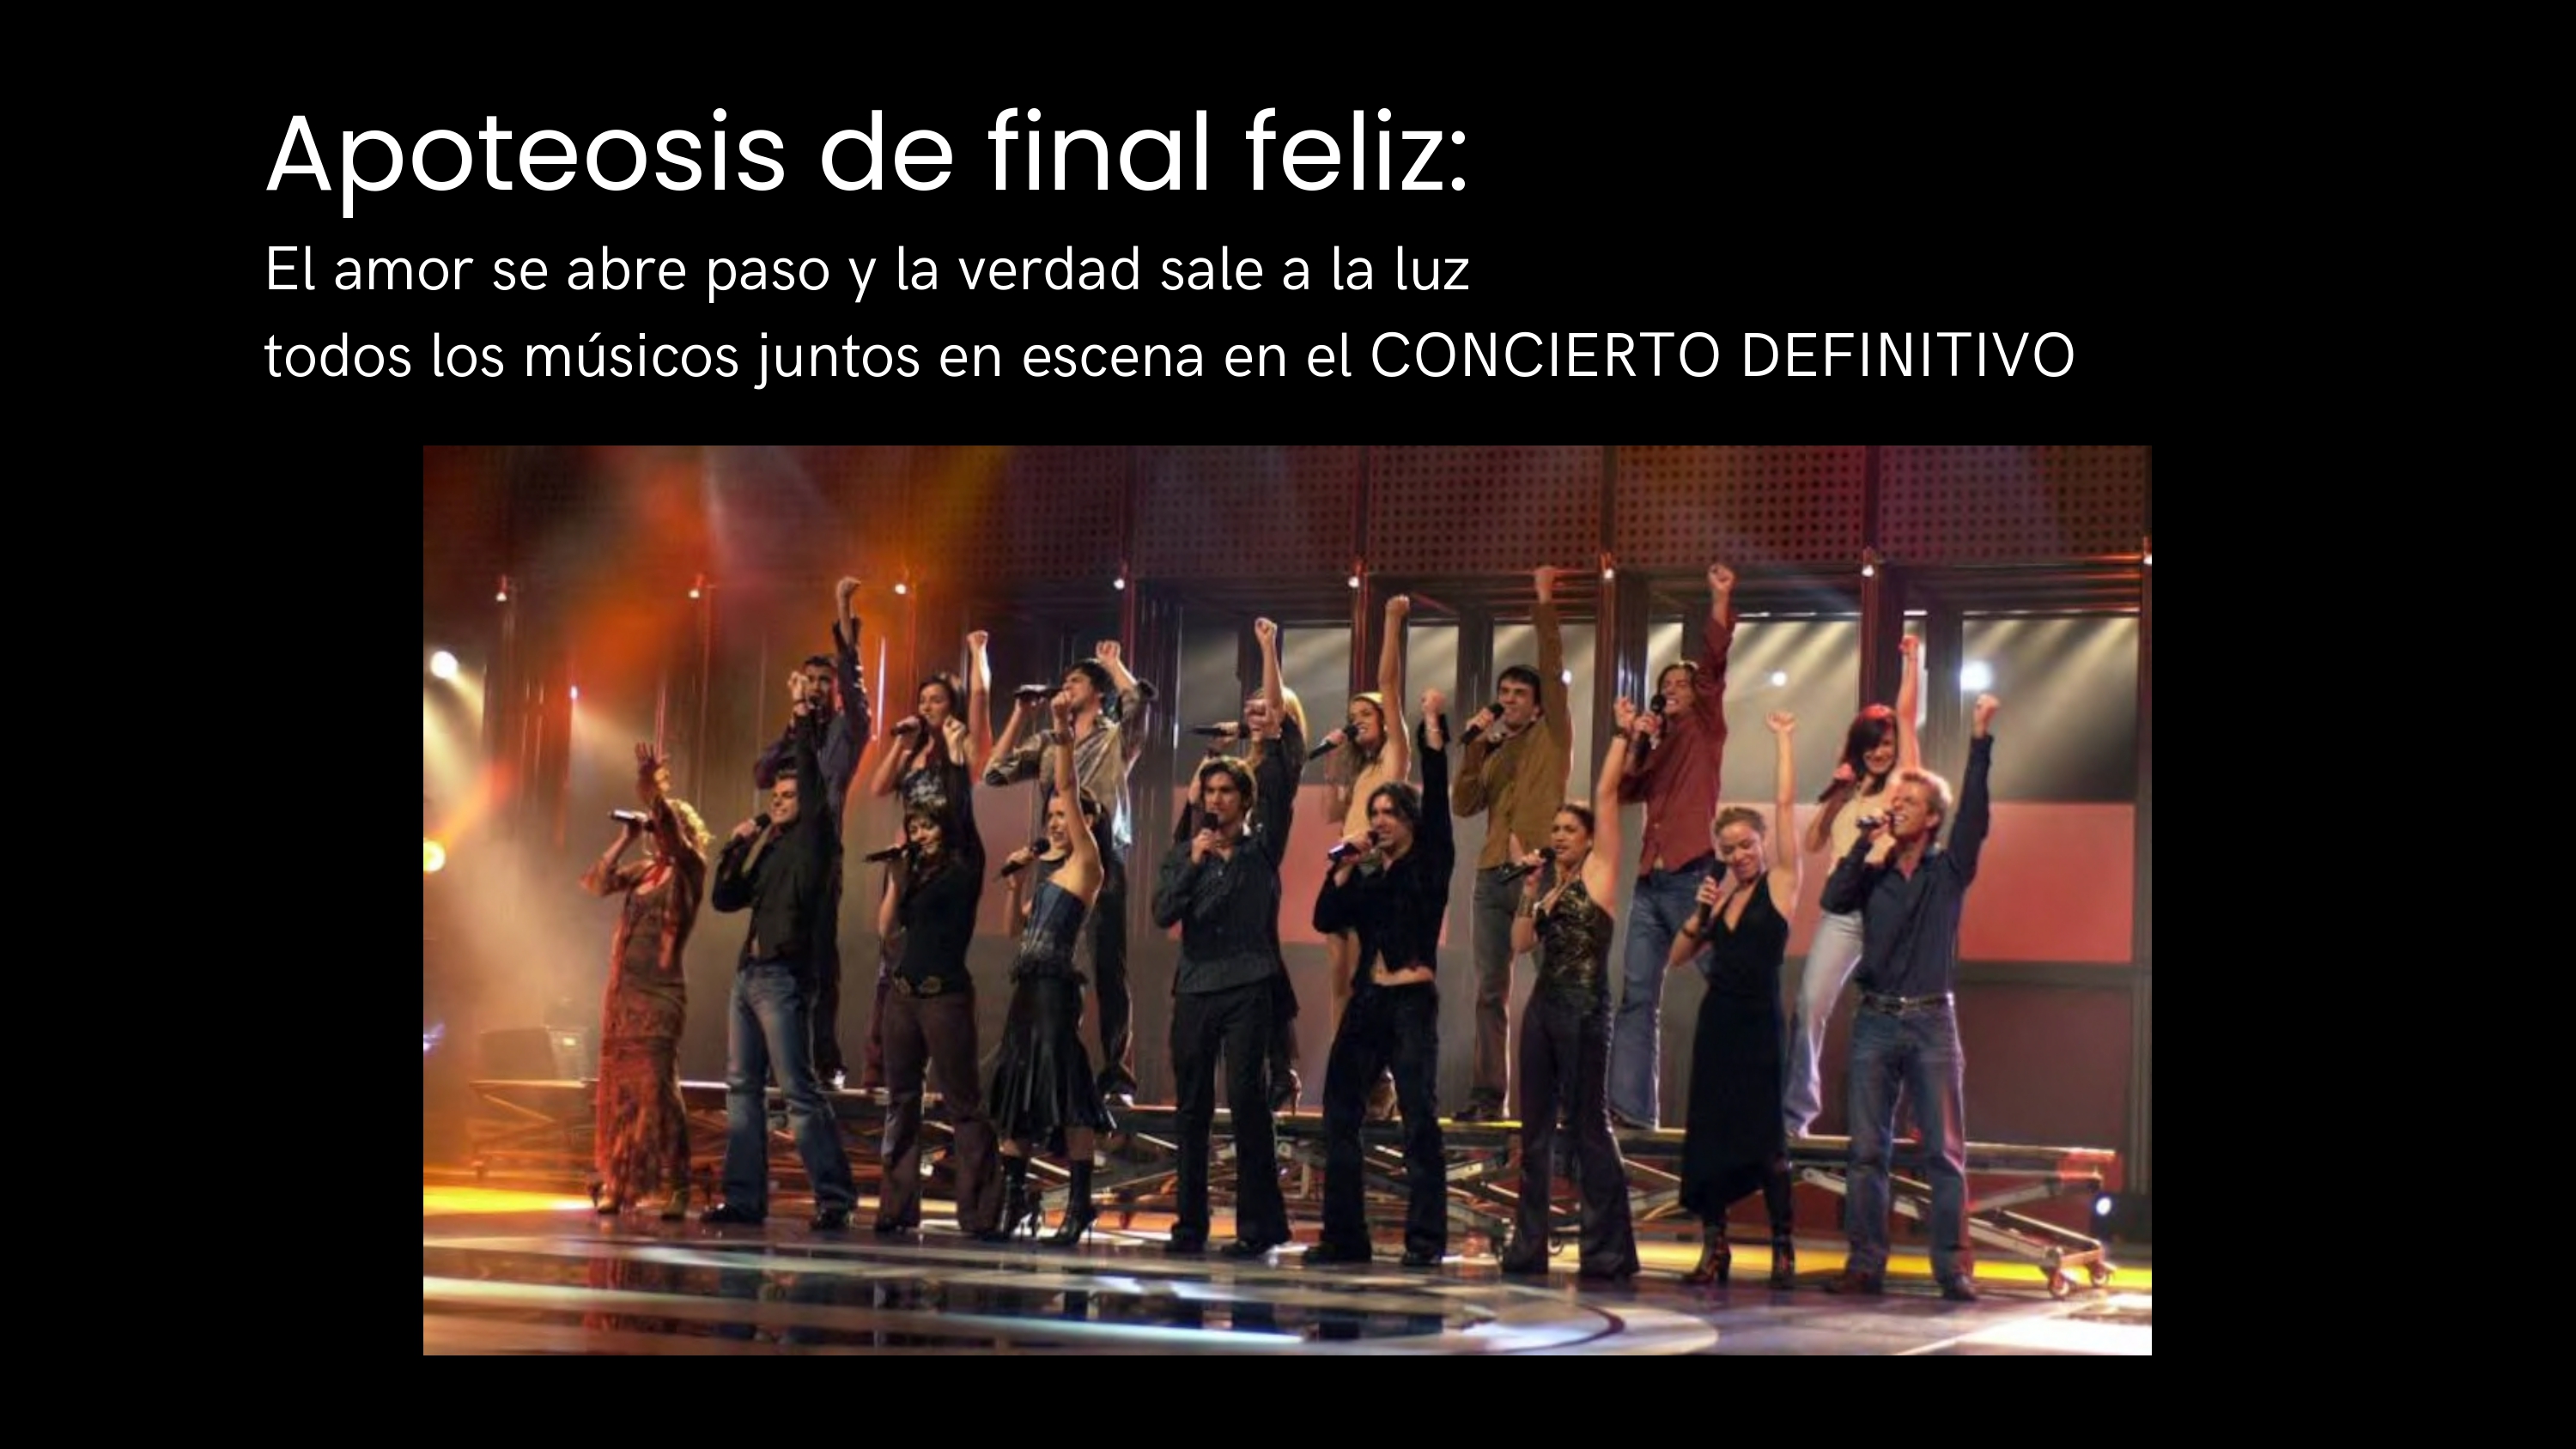 Apoteosis de final feliz:
El amor se abre paso y la verdad sale a la luz
todos los músicos juntos en escena en el CONCIERTO DEFINITIVO